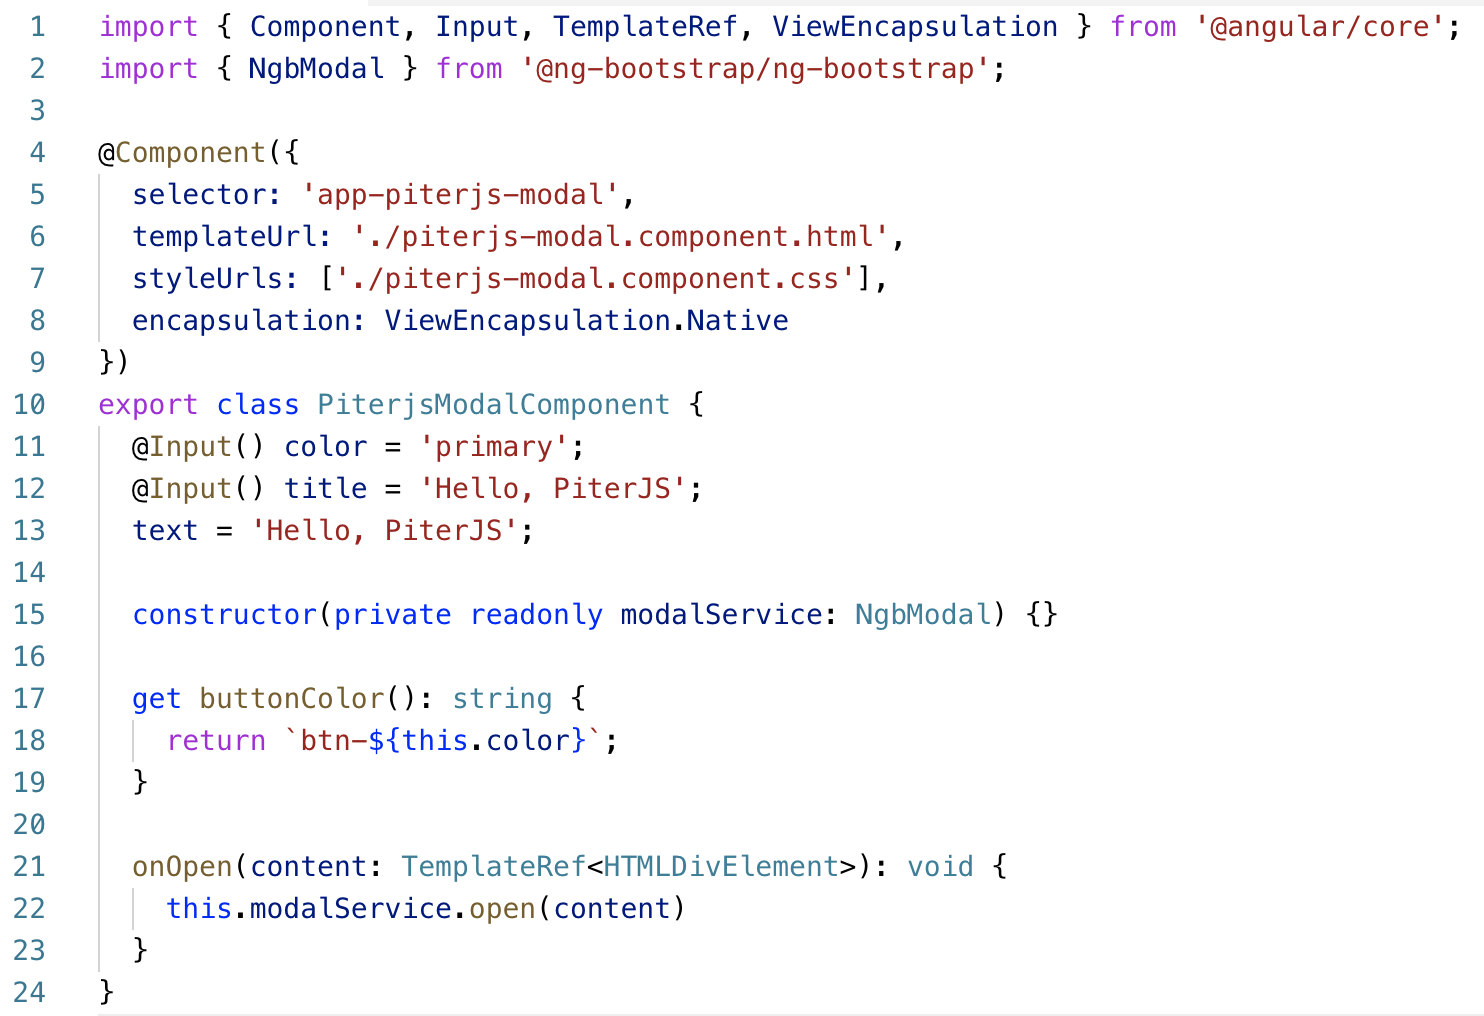 1 import { Component, Input, TemplateRef, ViewEncapsulation } from '@angular/core';
2 import { NgbModal } from '@ng-bootstrap/ng-bootstrap';
3
4 @Component({
5   selector: 'app-piterjs-modal',
6   templateUrl: './piterjs-modal.component.html',
7   styleUrls: ['./piterjs-modal.component.css'],
8   encapsulation: ViewEncapsulation.Native
9 })
10 export class PiterjsModalComponent {
11   @Input() color = 'primary';
12   @Input() title = 'Hello, PiterJS';
13   text = 'Hello, PiterJS';
14
15   constructor(private readonly modalService: NgbModal) {}
16
17   get buttonColor(): string {
18     return `btn-${this.color}`;
19   }
20
21   onOpen(content: TemplateRef<HTMLDivElement>): void {
22     this.modalService.open(content)
23   }
24 }